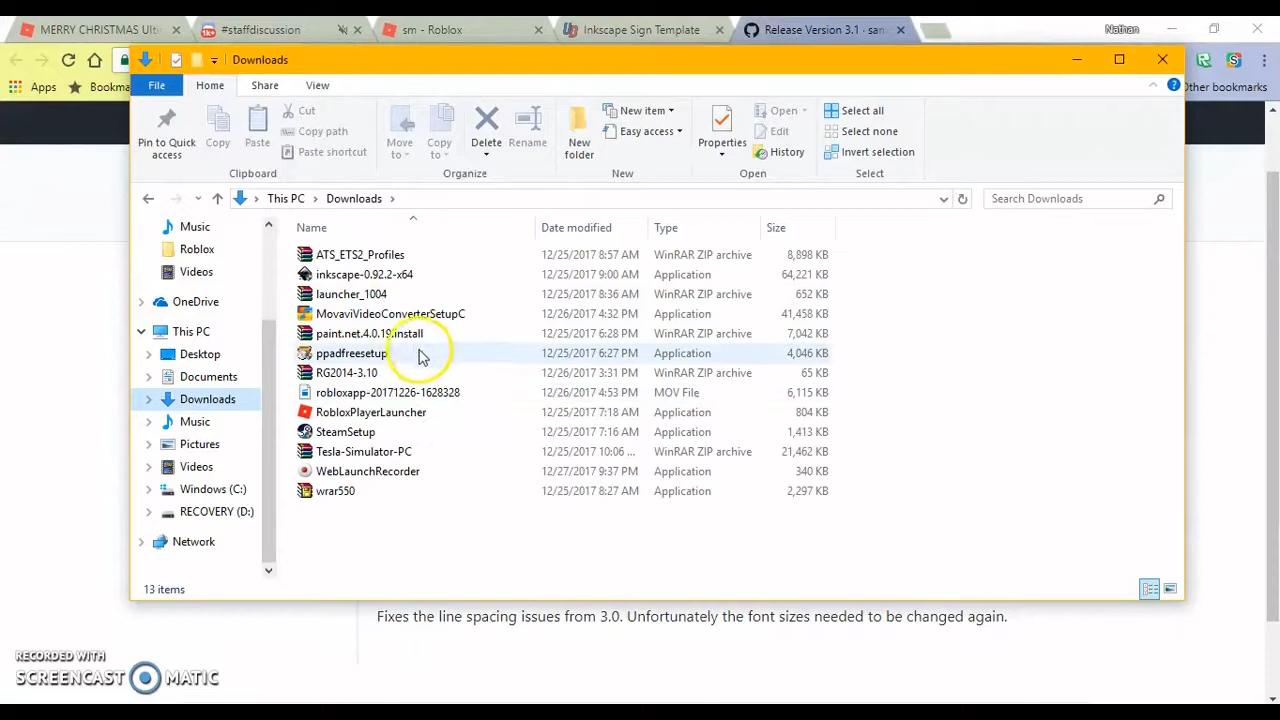 MERRY CHRISTMAS Ulti
#staffdiscussion
sm - Roblox
Inkscape Sign Template
Release Version 3.1 - san
Nathan
Apps
Bookma
Other bookmarks
Downloads
File
Home
Share
View
Pin to Quick access
Copy
Paste
Cut
Copy path
Paste shortcut
Clipboard
Move to
Copy to
Delete
Rename
Organize
New folder
New item
Easy access
New
Properties
Open
Edit
History
Open
Select all
Select none
Invert selection
Select
This PC
Downloads
Search Downloads
Name
Date modified
Type
Size
Music
Roblox
Videos
OneDrive
This PC
Desktop
Documents
Downloads
Music
Pictures
Videos
Windows (C:)
RECOVERY (D:)
Network
ATS_ETS2_Profiles 12/25/2017 8:57 AM WinRAR ZIP archive 8,898 KB
inkscape-0.92.2-x64 12/25/2017 9:00 AM Application 64,221 KB
launcher_1004 12/25/2017 8:36 AM WinRAR ZIP archive 652 KB
MovaviVideoConverterSetupC 12/26/2017 4:32 PM Application 41,458 KB
paint.net.4.0.19.install 12/25/2017 6:28 PM WinRAR ZIP archive 7,042 KB
ppadfreesetup 12/25/2017 6:27 PM Application 4,046 KB
RG2014-3.10 12/26/2017 3:31 PM WinRAR ZIP archive 65 KB
robloxapp-20171226-1628328 12/26/2017 4:53 PM MOV File 6,115 KB
RobloxPlayerLauncher 12/25/2017 7:18 AM Application 804 KB
SteamSetup 12/25/2017 7:16 AM Application 1,413 KB
Tesla-Simulator-PC 12/25/2017 10:06 ... WinRAR ZIP archive 21,462 KB
WebLaunchRecorder 12/27/2017 9:37 PM Application 340 KB
wrar550 12/25/2017 8:27 AM Application 2,297 KB
13 items
Fixes the line spacing issues from 3.0. Unfortunately the font sizes needed to be changed again.
RECORDED WITH
SCREENCAST MATIC